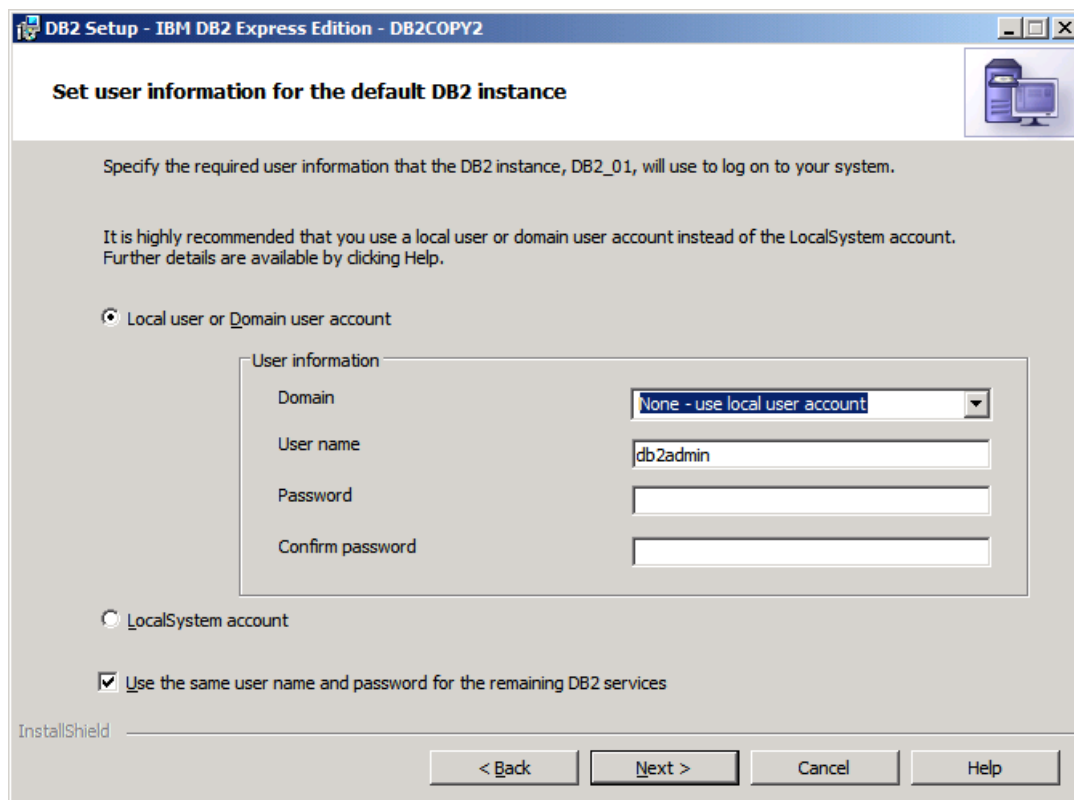 DB2 Setup - IBM DB2 Express Edition - DB2COPY2
Set user information for the default DB2 instance
Specify the required user information that the DB2 instance, DB2_01, will use to log on to your system.
It is highly recommended that you use a local user or domain user account instead of the LocalSystem account.
Further details are available by clicking Help.
Local user or Domain user account
User information
Domain
None - use local user account
User name
db2admin
Password
Confirm password
LocalSystem account
Use the same user name and password for the remaining DB2 services
InstallShield
< Back
Next >
Cancel
Help